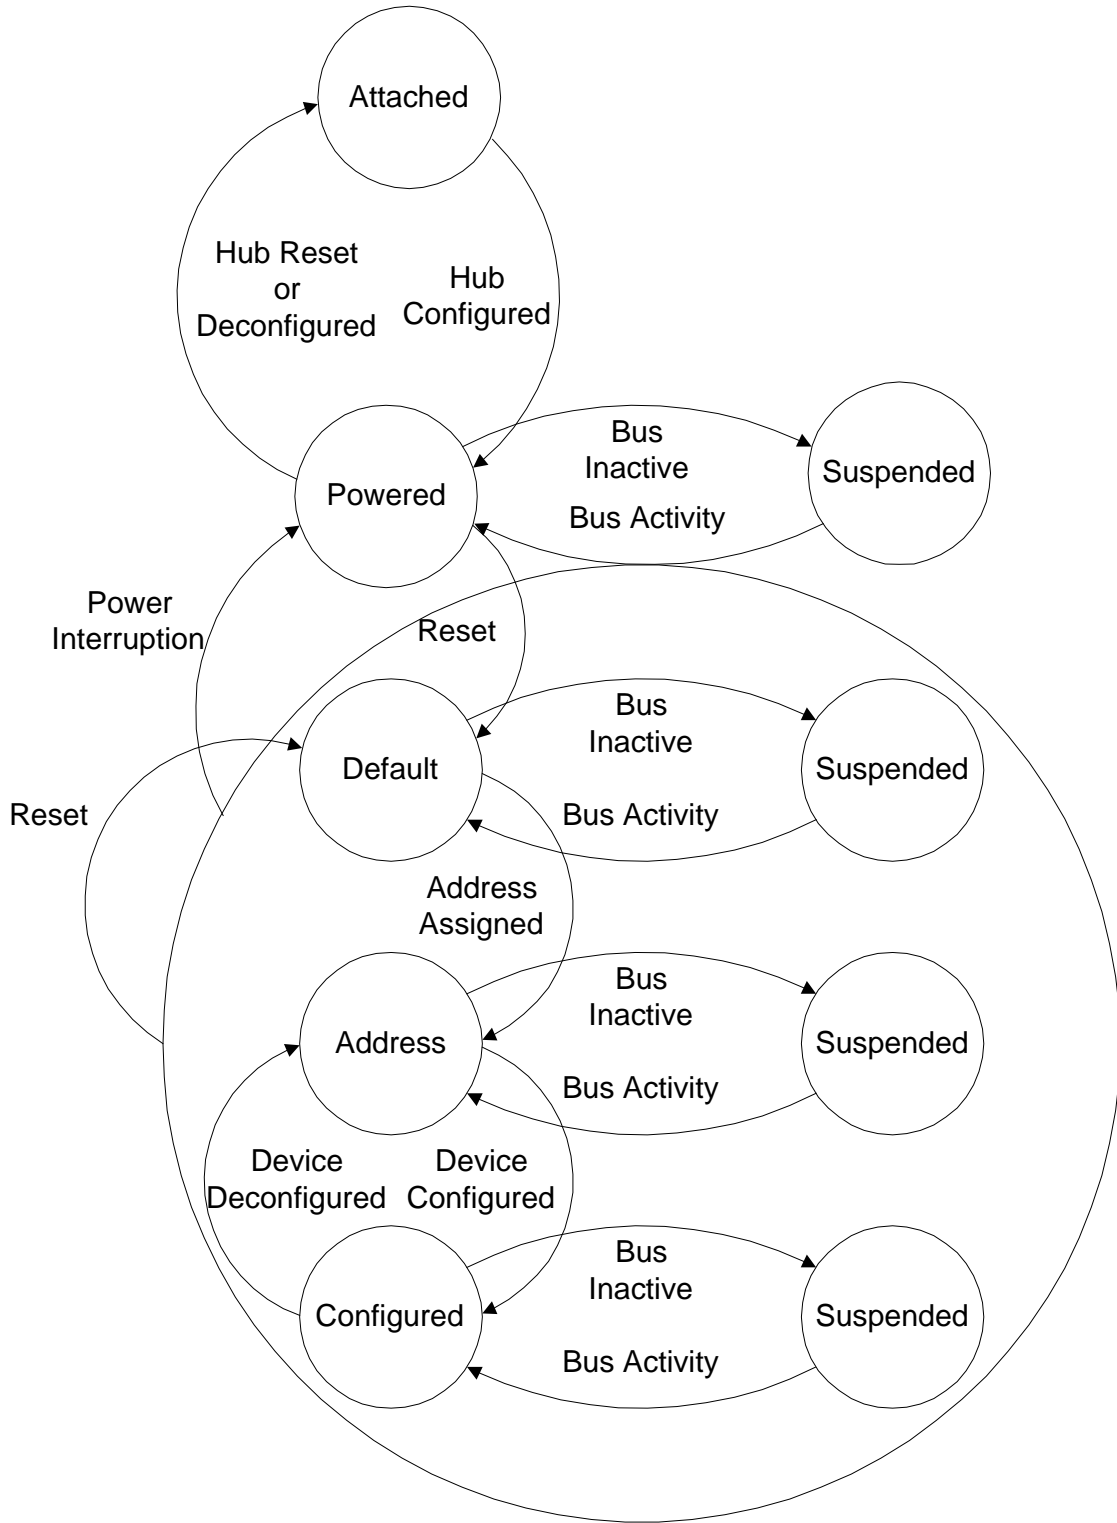 Attached
Hub Reset
or
Deconfigured
Hub
Configured
Powered
Bus
Inactive
Bus Activity
Suspended
Power
Interruption
Reset
Default
Bus
Inactive
Bus Activity
Suspended
Reset
Address
Assigned
Address
Bus
Inactive
Bus Activity
Suspended
Device
Deconfigured
Device
Configured
Configured
Bus
Inactive
Bus Activity
Suspended